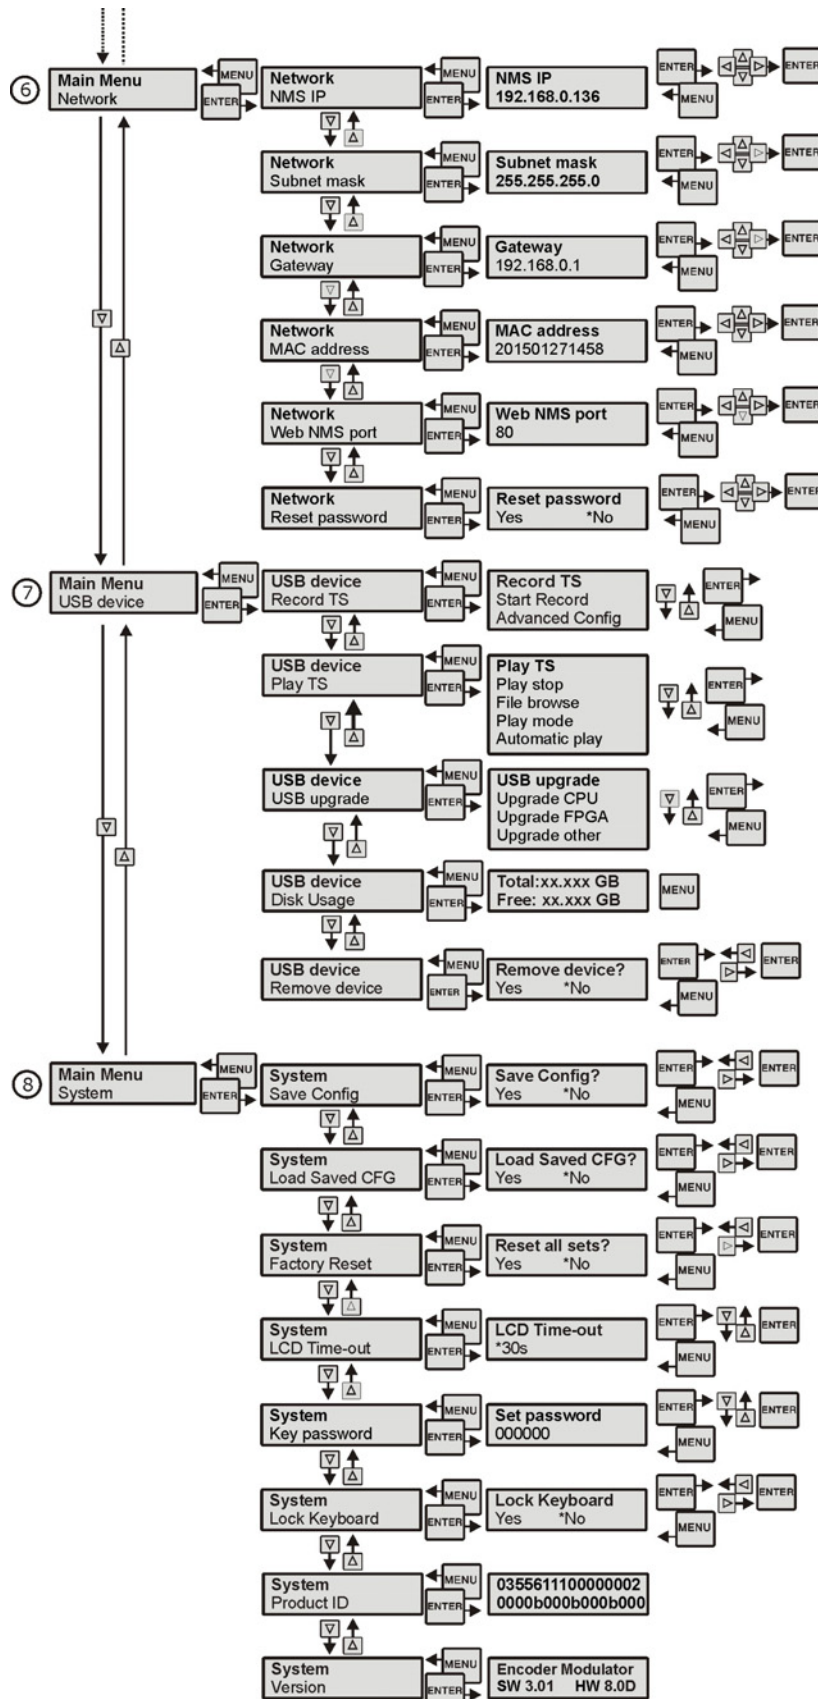 6
Main Menu
Network
MENU
ENTER
Network
NMS IP
MENU
ENTER
NMS IP
192.168.0.136
ENTER
MENU
ENTER
Network
Subnet mask
MENU
ENTER
Subnet mask
255.255.255.0
ENTER
MENU
ENTER
Network
Gateway
MENU
ENTER
Gateway
192.168.0.1
ENTER
MENU
ENTER
Network
MAC address
MENU
ENTER
MAC address
201501271458
ENTER
MENU
ENTER
Network
Web NMS port
MENU
ENTER
Web NMS port
80
ENTER
MENU
ENTER
Network
Reset password
MENU
ENTER
Reset password
Yes *No
ENTER
MENU
ENTER
7
Main Menu
USB device
MENU
ENTER
USB device
Record TS
MENU
ENTER
Record TS
Start Record
Advanced Config
ENTER
MENU
USB device
Play TS
MENU
ENTER
Play TS
Play stop
File browse
Play mode
Automatic play
ENTER
MENU
USB device
USB upgrade
MENU
ENTER
USB upgrade
Upgrade CPU
Upgrade FPGA
Upgrade other
ENTER
MENU
USB device
Disk Usage
MENU
ENTER
Total:xx.xxx GB
Free: xx.xxx GB
MENU
USB device
Remove device
MENU
ENTER
Remove device?
Yes *No
ENTER
MENU
ENTER
8
Main Menu
System
MENU
ENTER
System
Save Config
MENU
ENTER
Save Config?
Yes *No
ENTER
MENU
ENTER
System
Load Saved CFG
MENU
ENTER
Load Saved CFG?
Yes *No
ENTER
MENU
ENTER
System
Factory Reset
MENU
ENTER
Reset all sets?
Yes *No
ENTER
MENU
ENTER
System
LCD Time-out
MENU
ENTER
LCD Time-out
*30s
ENTER
MENU
ENTER
System
Key password
MENU
ENTER
Set password
000000
ENTER
MENU
ENTER
System
Lock Keyboard
MENU
ENTER
Lock Keyboard
Yes *No
ENTER
MENU
ENTER
System
Product ID
MENU
ENTER
0355611100000002
0000b000b000b000
System
Version
MENU
ENTER
Encoder Modulator
SW 3.01 HW 8.0D